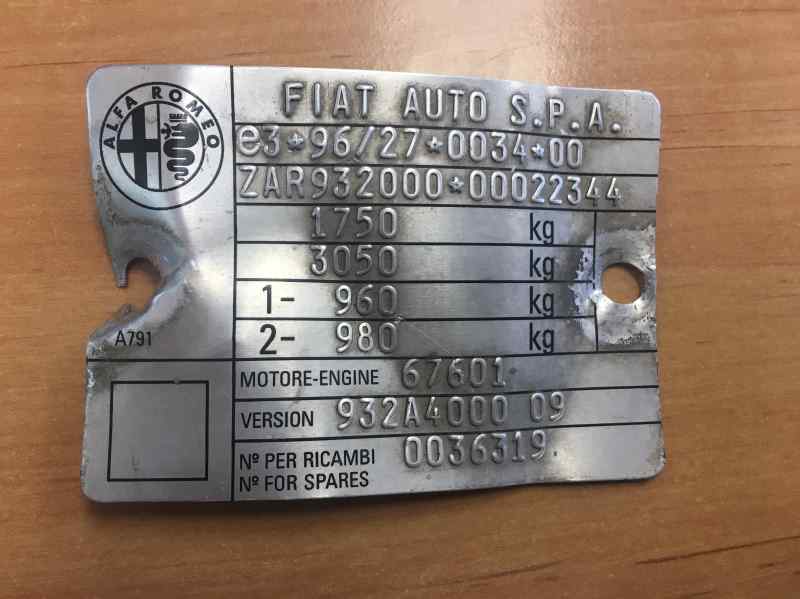 ALFA ROMEO
FIAT AUTO S.P.A.
e3*96/27*0034*00
ZAR932000*00022344
1750 kg
3050 kg
1- 960 kg
2- 980 kg
A791
MOTORE-ENGINE 67601
VERSION 932A4000 09
Nº PER RICAMBI 0036319
Nº FOR SPARES